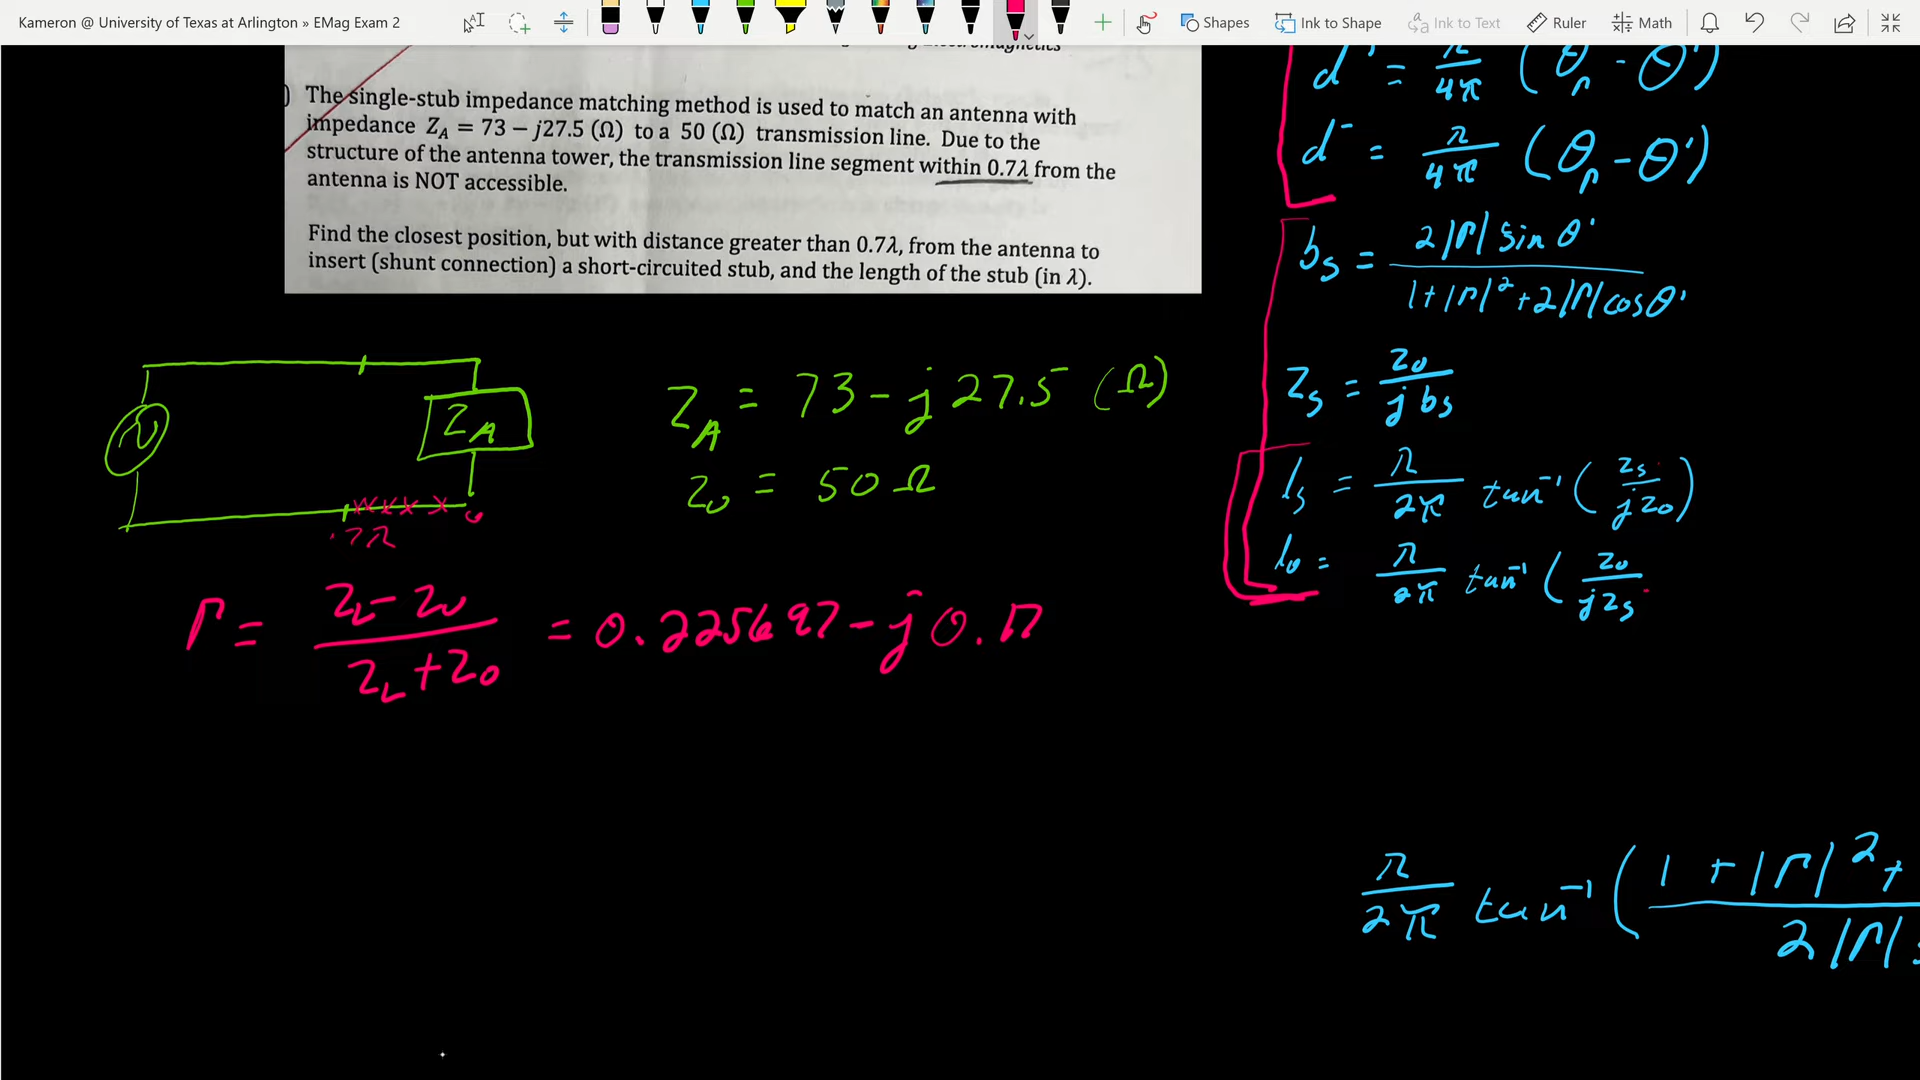 Kameron @ University of Texas at Arlington » EMag Exam 2
Shapes
Ink to Shape
Ink to Text
Ruler
Math
) The single-stub impedance matching method is used to match an antenna with
impedance Z_A = 73 − j27.5 (Ω) to a 50 (Ω) transmission line. Due to the
structure of the antenna tower, the transmission line segment within 0.7λ from the
antenna is NOT accessible.
Find the closest position, but with distance greater than 0.7λ, from the antenna to
insert (shunt connection) a short-circuited stub, and the length of the stub (in λ).
Z_A
.7λ
0
Z_A = 73 - j27.5 (Ω)
Z_0 = 50 Ω
Γ = (Z_L - Z_0) / (Z_L + Z_0) = 0.225697 - j0.17
= λ/4π (θ_Γ - θ')
d^- = λ/4π (θ_Γ - θ')
b_s = 2|Γ| sin θ' / (1+|Γ|^2+2|Γ|cosθ')
Z_s = Z_0 / j b_s
l_s = λ/2π tan^-1 (Z_s / jZ_0)
l_0 = λ/2π tan^-1 (Z_0 / jZ_s
λ/2π tan^-1 (1 + |Γ|^2 + / 2|Γ|